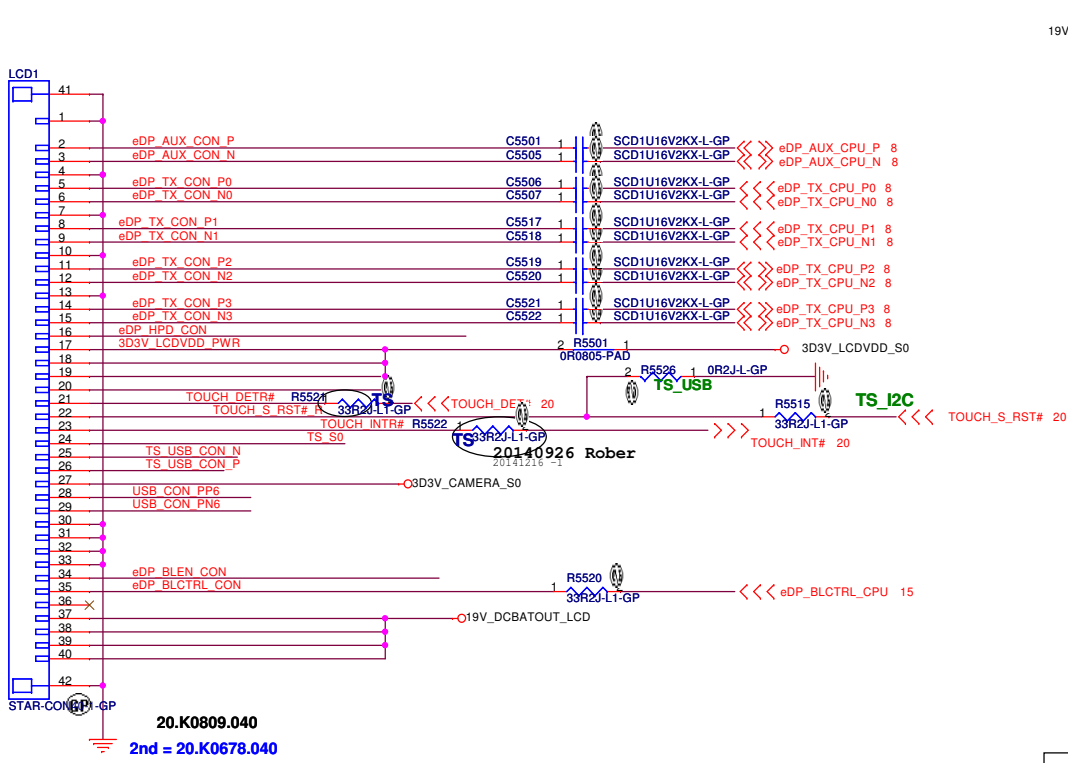 19V
LCD1
41
1
2 eDP_AUX_CON_P C5501 1 SCD1U16V2KX-L-GP eDP_AUX_CPU_P 8
3 eDP_AUX_CON_N C5505 1 SCD1U16V2KX-L-GP eDP_AUX_CPU_N 8
4
5 eDP_TX_CON_P0 C5506 1 SCD1U16V2KX-L-GP eDP_TX_CPU_P0 8
6 eDP_TX_CON_N0 C5507 1 SCD1U16V2KX-L-GP eDP_TX_CPU_N0 8
7
8 eDP_TX_CON_P1 C5517 1 SCD1U16V2KX-L-GP eDP_TX_CPU_P1 8
9 eDP_TX_CON_N1 C5518 1 SCD1U16V2KX-L-GP eDP_TX_CPU_N1 8
10
11 eDP_TX_CON_P2 C5519 1 SCD1U16V2KX-L-GP eDP_TX_CPU_P2 8
12 eDP_TX_CON_N2 C5520 1 SCD1U16V2KX-L-GP eDP_TX_CPU_N2 8
13
14 eDP_TX_CON_P3 C5521 1 SCD1U16V2KX-L-GP eDP_TX_CPU_P3 8
15 eDP_TX_CON_N3 C5522 1 SCD1U16V2KX-L-GP eDP_TX_CPU_N3 8
16 eDP_HPD_CON
17 3D3V_LCDVDD_PWR 2 R5501 1 3D3V_LCDVDD_S0
0R0805-PAD
18
19 2 R5526 1 0R2J-L-GP
TS_USB
20
21 TOUCH_DETR# R5521 TS TOUCH_DET# 20
33R2J-L1-GP
22 TOUCH_S_RST#_R 1 R5515 TS_I2C TOUCH_S_RST# 20
33R2J-L1-GP
23 TOUCH_INTR# R5522 1 TS 33R2J-L1-GP TOUCH_INT# 20
24 TS_S0
20140926 Rober
20141216 -1
25 TS_USB_CON_N
26 TS_USB_CON_P
27 3D3V_CAMERA_S0
28 USB_CON_PP6
29 USB_CON_PN6
30
31
32
33
34 eDP_BLEN_CON
35 eDP_BLCTRL_CON 1 R5520 eDP_BLCTRL_CPU 15
33R2J-L1-GP
36
37 19V_DCBATOUT_LCD
38
39
40
42
20.K0809.040
2nd = 20.K0678.040